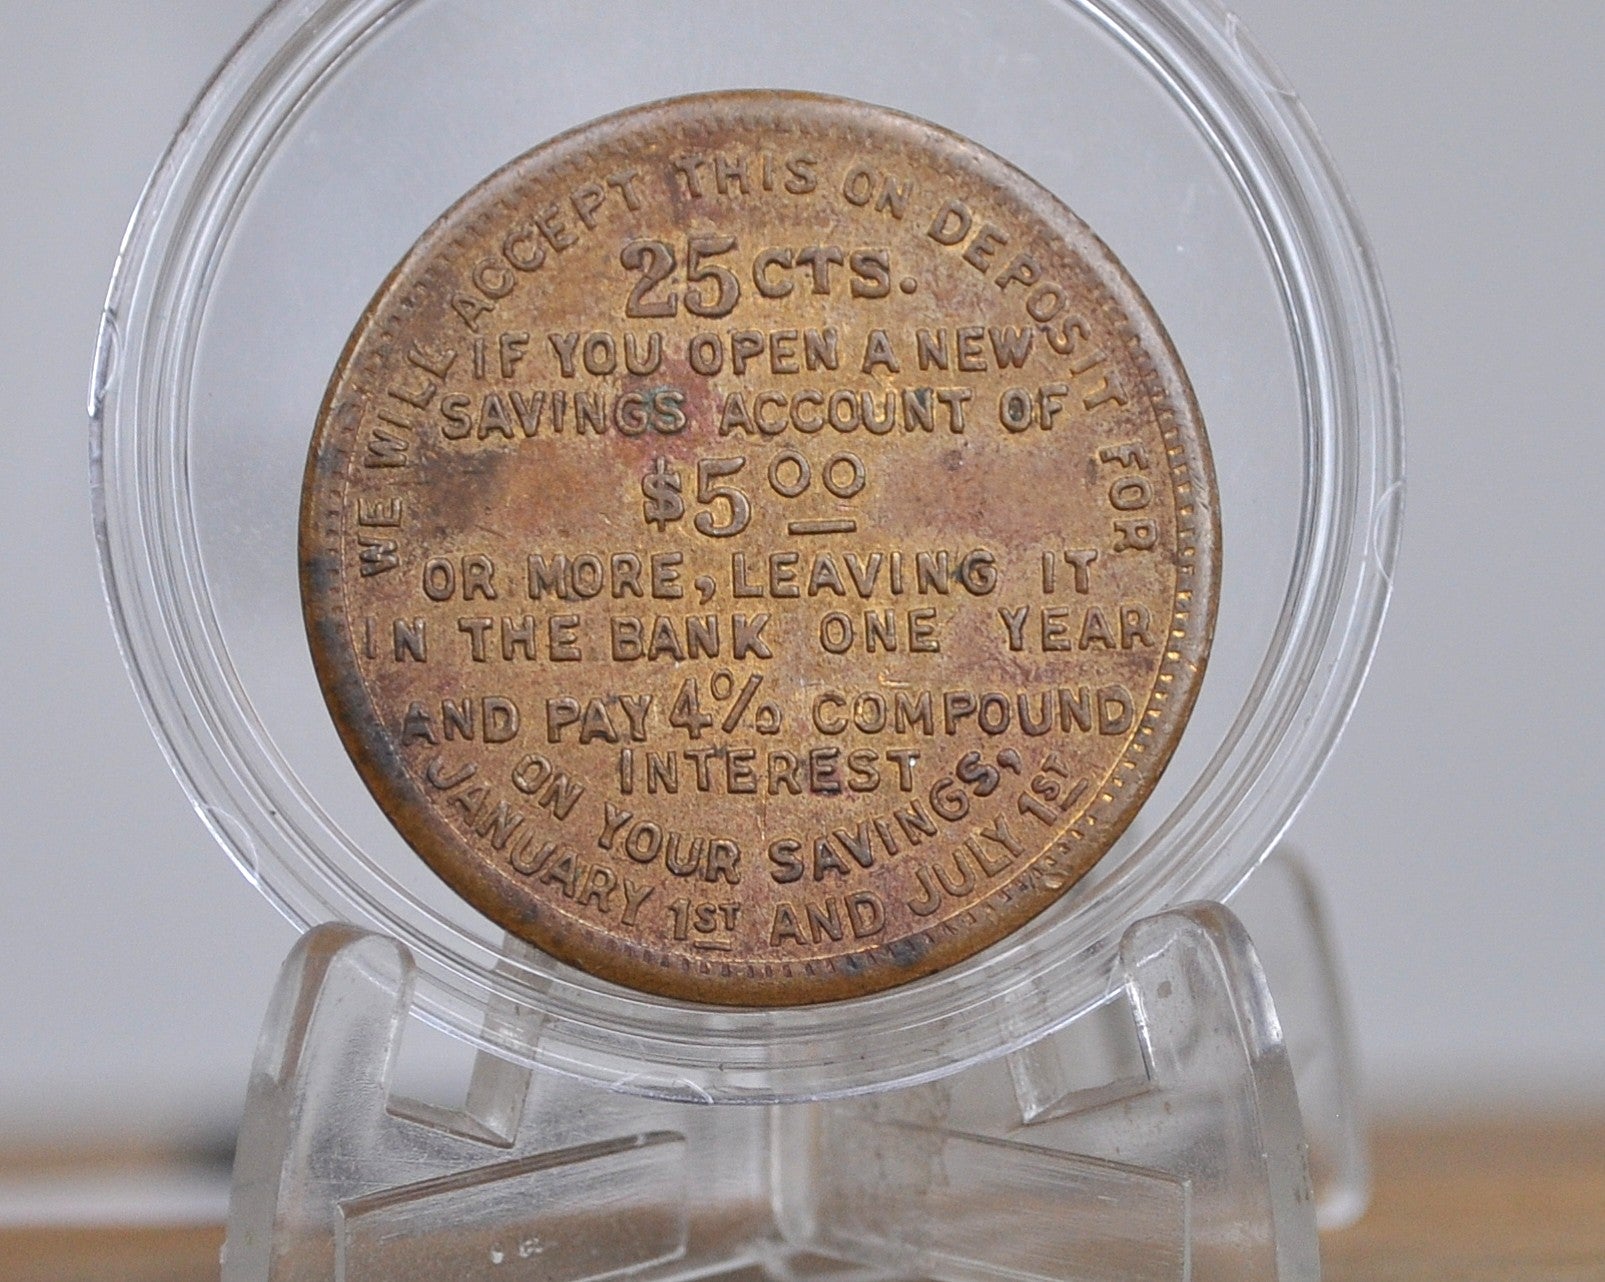 WE WILL ACCEPT THIS ON DEPOSIT FOR
25 CTS.
IF YOU OPEN A NEW
SAVINGS ACCOUNT OF
$5 00
OR MORE, LEAVING IT
IN THE BANK ONE YEAR
AND PAY 4% COMPOUND
INTEREST
ON YOUR SAVINGS,
JANUARY 1ST AND JULY 1ST